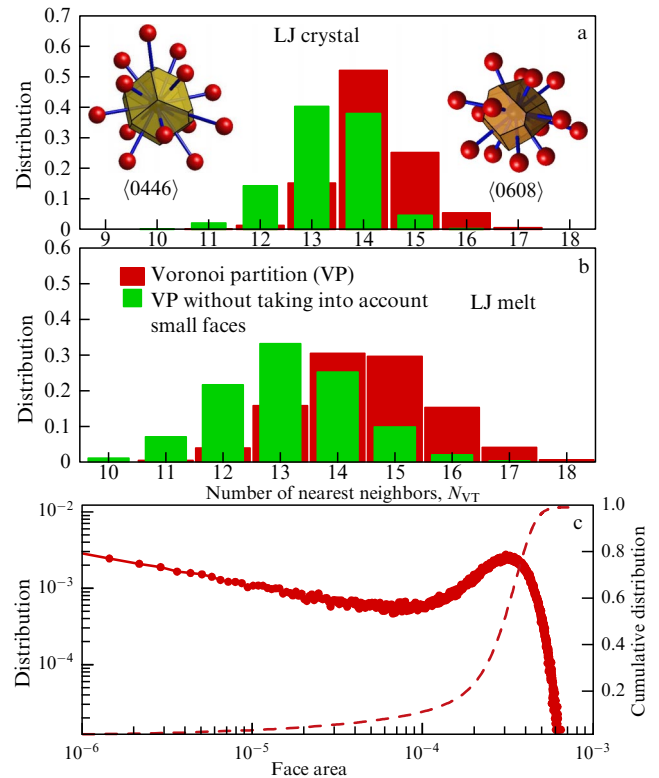 LJ crystal
a
0.7
0.6
0.5
0.4
0.3
0.2
0.1
0
Distribution
⟨0446⟩
⟨0608⟩
9 10 11 12 13 14 15 16 17 18
b
0.6
0.5
0.4
0.3
0.2
0.1
0
Distribution
Voronoi partition (VP)
VP without taking into account
small faces
LJ melt
10 11 12 13 14 15 16 17 18
Number of nearest neighbors, N_VT
c
10⁻²
10⁻³
10⁻⁴
Distribution
1.0
0.8
0.6
0.4
0.2
Cumulative distribution
10⁻⁶ 10⁻⁵ 10⁻⁴ 10⁻³
Face area